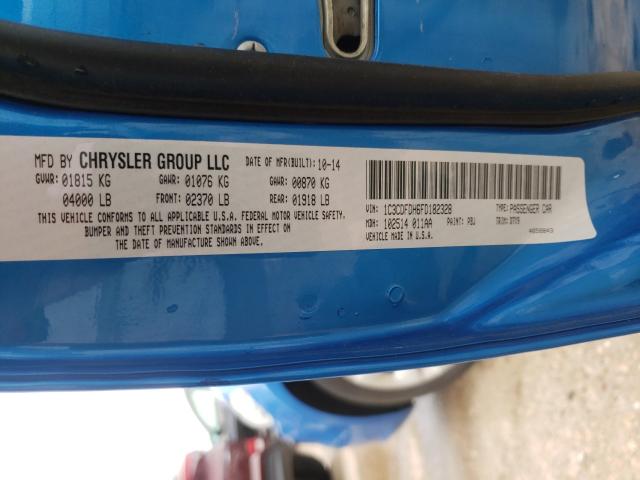 MFD BY CHRYSLER GROUP LLC DATE OF MFR(BUILT): 10-14
GVWR: 01815 KG GAWR: 01076 KG GAWR: 00870 KG
04000 LB FRONT: 02370 LB REAR: 01918 LB
THIS VEHICLE CONFORMS TO ALL APPLICABLE U.S.A. FEDERAL MOTOR VEHICLE SAFETY,
BUMPER AND THEFT PREVENTION STANDARDS IN EFFECT ON
THE DATE OF MANUFACTURE SHOWN ABOVE.
VIN: 1C3CDFDH6FD182328 TYPE: PASSENGER CAR
MDH: 102514 011AA PAINT: PBJ TRIM: DTX9
VEHICLE MADE IN U.S.A.